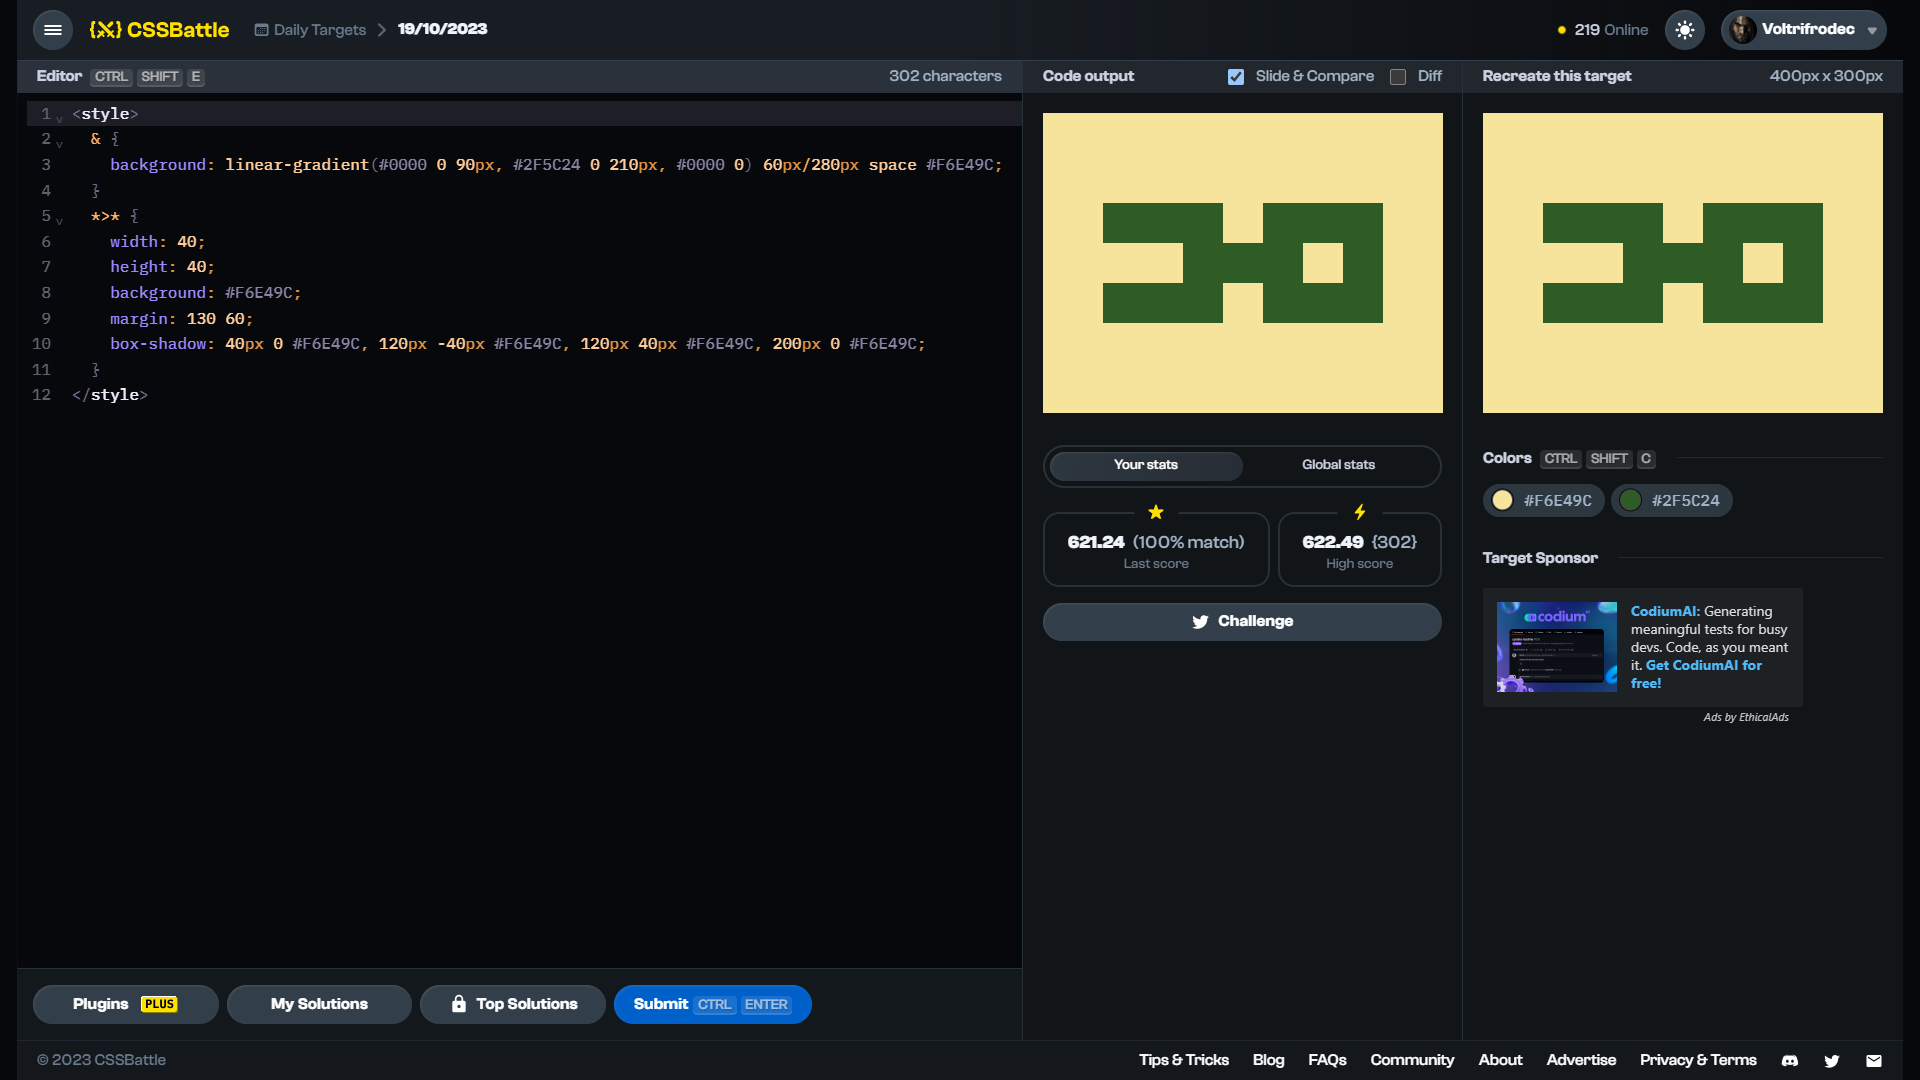 CSSBattle
Daily Targets
19/10/2023
219 Online
Voltrifrodec
Editor CTRL SHIFT E
302 characters
1 <style>
2 & {
3 background: linear-gradient(#0000 0 90px, #2F5C24 0 210px, #0000 0) 60px/280px space #F6E49C;
4 }
5 *>* {
6 width: 40;
7 height: 40;
8 background: #F6E49C;
9 margin: 130 60;
10 box-shadow: 40px 0 #F6E49C, 120px -40px #F6E49C, 120px 40px #F6E49C, 200px 0 #F6E49C;
11 }
12 </style>
Plugins PLUS
My Solutions
Top Solutions
Submit CTRL ENTER
Code output
Slide & Compare
Diff
Your stats
Global stats
621.24 (100% match)
Last score
622.49 {302}
High score
Challenge
Recreate this target
400px x 300px
Colors CTRL SHIFT C
#F6E49C
#2F5C24
Target Sponsor
codium
CodiumAI: Generating
meaningful tests for busy
devs. Code, as you meant
it. Get CodiumAI for
free!
Ads by EthicalAds
© 2023 CSSBattle
Tips & Tricks
Blog
FAQs
Community
About
Advertise
Privacy & Terms